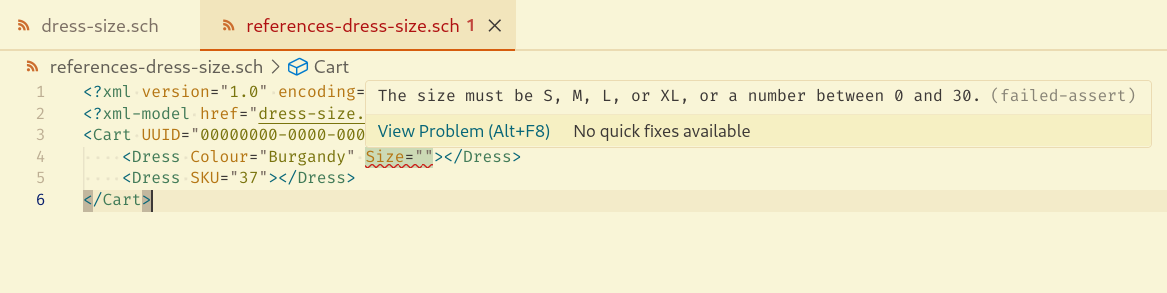 dress-size.sch
references-dress-size.sch 1
references-dress-size.sch > Cart
1 <?xml version="1.0" encoding=
2 <?xml-model href="dress-size.
3 <Cart UUID="00000000-0000-000
4 <Dress Colour="Burgandy" Size=""></Dress>
5 <Dress SKU="37"></Dress>
6 </Cart>
The size must be S, M, L, or XL, or a number between 0 and 30. (failed-assert)
View Problem (Alt+F8) No quick fixes available